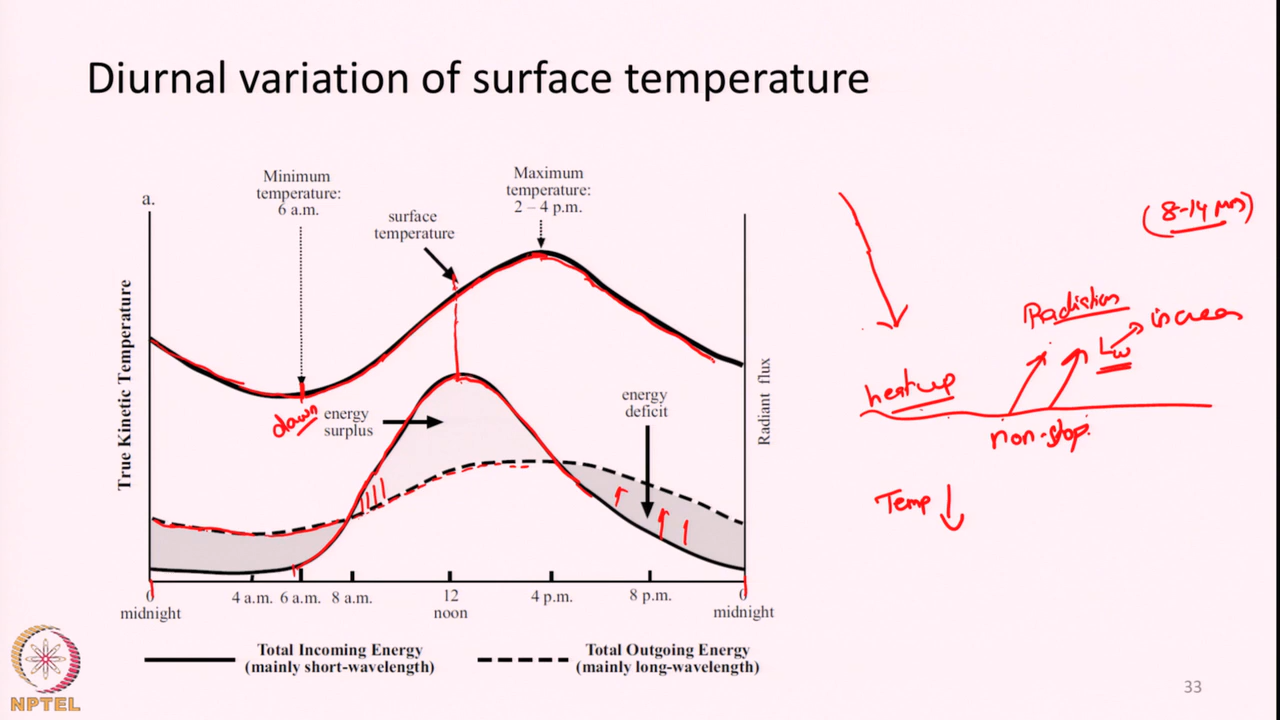 Diurnal variation of surface temperature
a.
Minimum
temperature:
6 a.m.
surface
temperature
Maximum
temperature:
2 – 4 p.m.
True Kinetic Temperature
dawn
energy
surplus
energy
deficit
Radiant flux
0
midnight
4 a.m.
6 a.m.
8 a.m.
12
noon
4 p.m.
8 p.m.
0
midnight
Total Incoming Energy
(mainly short-wavelength)
Total Outgoing Energy
(mainly long-wavelength)
(8-14 μm)
Radiation
Lw
heat up
non-stop
Temp
NPTEL
33